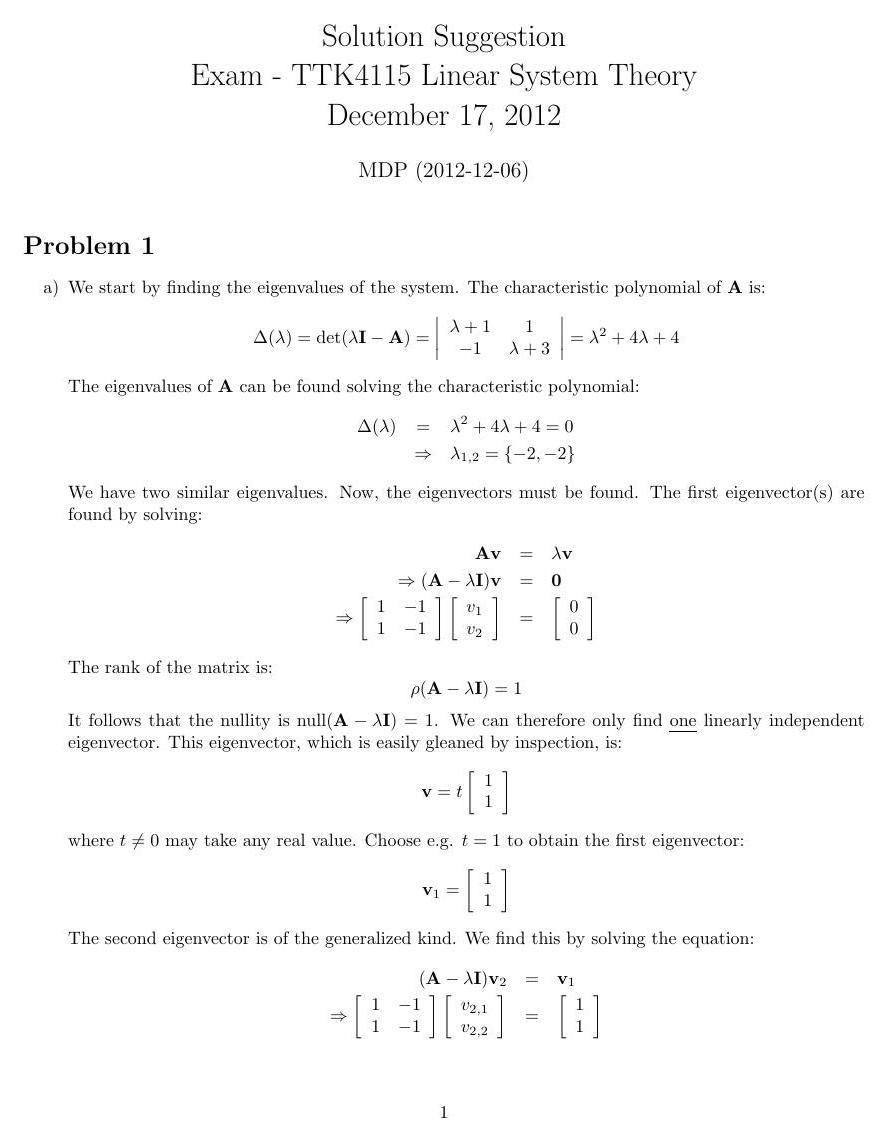 Solution Suggestion
Exam - TTK4115 Linear System Theory
December 17, 2012
MDP (2012-12-06)
Problem 1
a) We start by finding the eigenvalues of the system. The characteristic polynomial of A is:
Δ(λ) = det(λI − A) = | λ + 1 1 ; −1 λ + 3 | = λ² + 4λ + 4
The eigenvalues of A can be found solving the characteristic polynomial:
Δ(λ) = λ² + 4λ + 4 = 0
⇒ λ₁,₂ = {−2, −2}
We have two similar eigenvalues. Now, the eigenvectors must be found. The first eigenvector(s) are
found by solving:
Av = λv
⇒ (A − λI)v = 0
⇒ [ 1 −1 ; 1 −1 ] [ v₁ ; v₂ ] = [ 0 ; 0 ]
The rank of the matrix is:
ρ(A − λI) = 1
It follows that the nullity is null(A − λI) = 1. We can therefore only find one linearly independent
eigenvector. This eigenvector, which is easily gleaned by inspection, is:
v = t [ 1 ; 1 ]
where t ≠ 0 may take any real value. Choose e.g. t = 1 to obtain the first eigenvector:
v₁ = [ 1 ; 1 ]
The second eigenvector is of the generalized kind. We find this by solving the equation:
(A − λI)v₂ = v₁
⇒ [ 1 −1 ; 1 −1 ] [ v₂,₁ ; v₂,₂ ] = [ 1 ; 1 ]
1